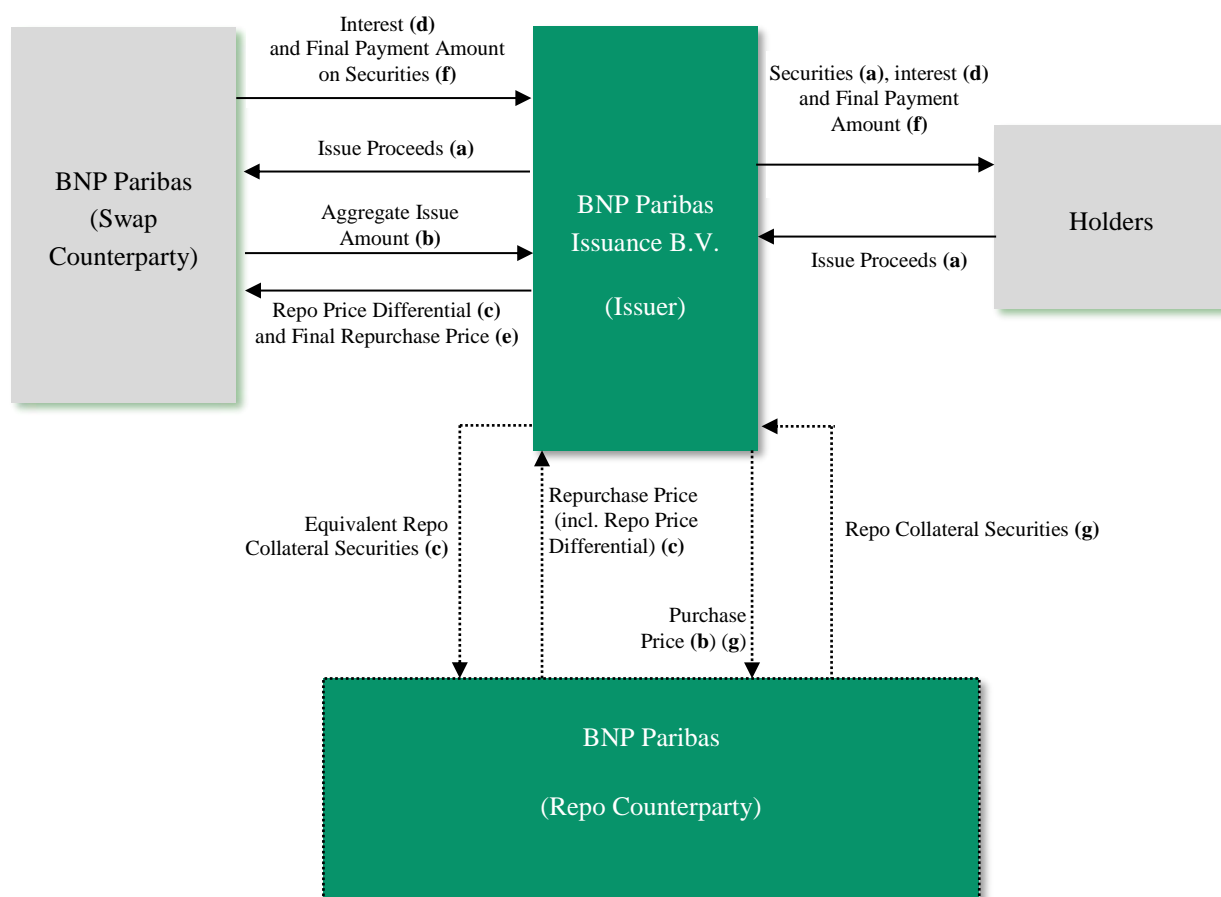 Interest (d)
and Final Payment Amount
on Securities (f)
Securities (a), interest (d)
and Final Payment
Amount (f)
Issue Proceeds (a)
BNP Paribas
(Swap
Counterparty)
Aggregate Issue
Amount (b)
BNP Paribas
Issuance B.V.
(Issuer)
Holders
Issue Proceeds (a)
Repo Price Differential (c)
and Final Repurchase Price (e)
Equivalent Repo
Collateral Securities (c)
Repurchase Price
(incl. Repo Price
Differential) (c)
Repo Collateral Securities (g)
Purchase
Price (b) (g)
BNP Paribas
(Repo Counterparty)